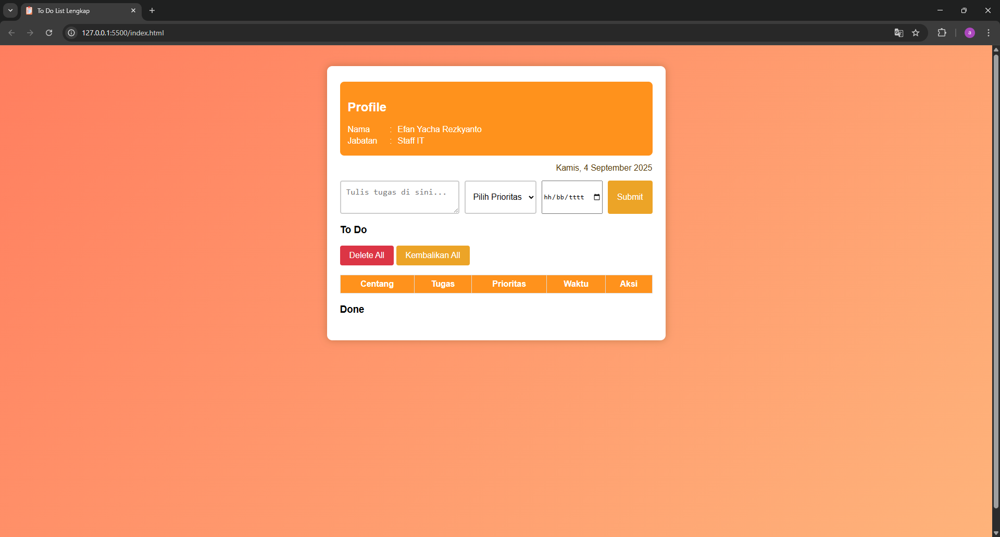 To Do List Lengkap
127.0.0.1:5500/index.html
a
Profile
Nama : Efan Yacha Rezkyanto
Jabatan : Staff IT
Kamis, 4 September 2025
Tulis tugas di sini... Pilih Prioritas hh/bb/tttt Submit
To Do
Delete All Kembalikan All
Centang Tugas Prioritas Waktu Aksi
Done